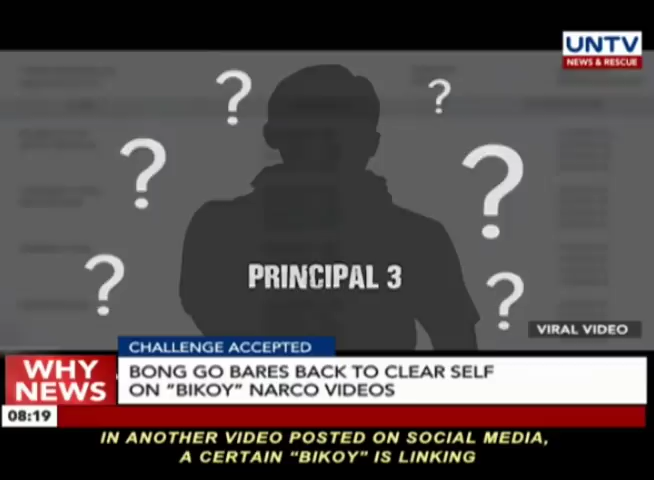 UNTV
NEWS & RESCUE
?
?
?
?
?
?
PRINCIPAL 3
VIRAL VIDEO
CHALLENGE ACCEPTED
WHY
NEWS
BONG GO BARES BACK TO CLEAR SELF
ON "BIKOY" NARCO VIDEOS
08:19
IN ANOTHER VIDEO POSTED ON SOCIAL MEDIA,
A CERTAIN "BIKOY" IS LINKING